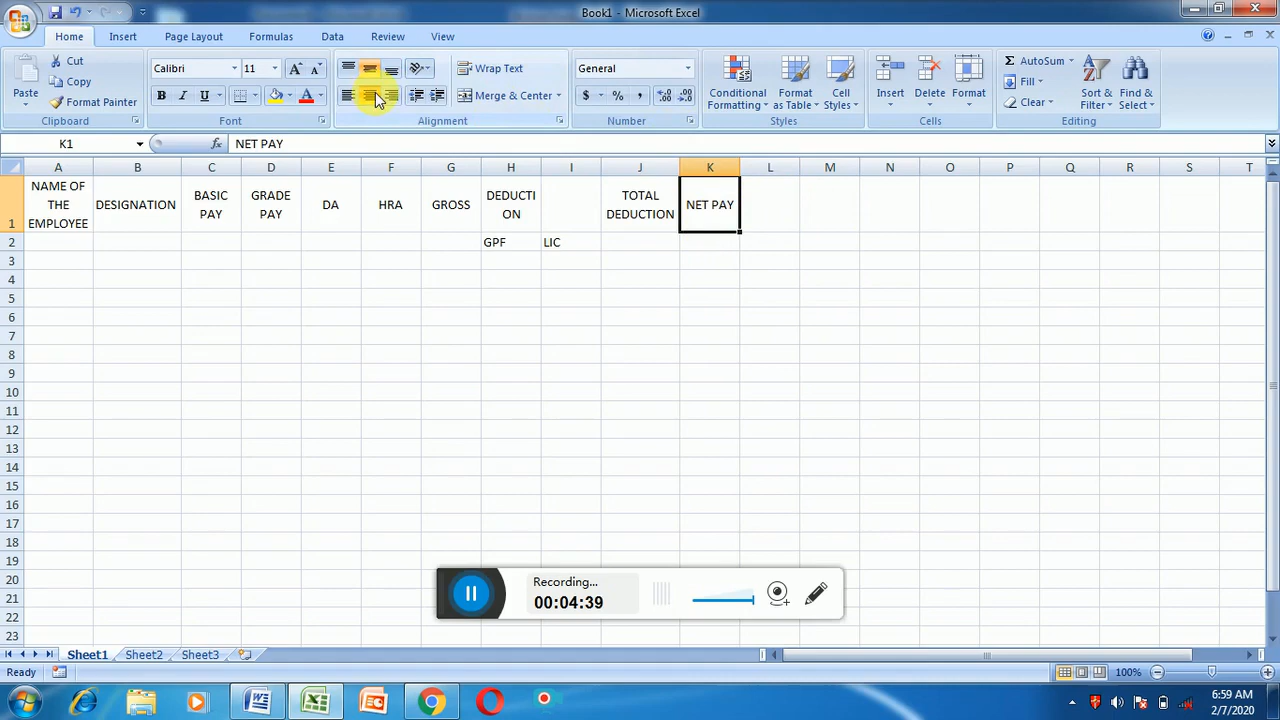 Book1 - Microsoft Excel
Home Insert Page Layout Formulas Data Review View
Paste
Cut
Copy
Format Painter
Clipboard
Calibri 11
B I U
Font
Wrap Text
Merge & Center
Alignment
General
$ % ,
Number
Conditional Formatting
Format as Table
Cell Styles
Styles
Insert
Delete
Format
Cells
Σ AutoSum
Fill
Clear
Sort & Filter
Find & Select
Editing
K1 fx NET PAY
A B C D E F G H I J K L M N O P Q R S T
1 NAME OF THE EMPLOYEE DESIGNATION BASIC PAY GRADE PAY DA HRA GROSS DEDUCTI ON TOTAL DEDUCTION NET PAY
2 GPF LIC
3
4
5
6
7
8
9
10
11
12
13
14
15
16
17
18
19
20
21
22
23
Recording...
00:04:39
Sheet1 Sheet2 Sheet3
Ready 100%
6:59 AM
2/7/2020